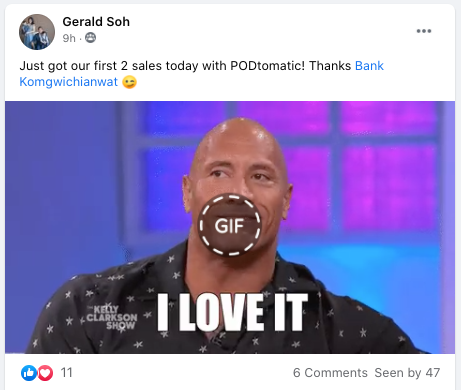 Gerald Soh
9h ·
Just got our first 2 sales today with PODtomatic! Thanks Bank
Komgwichianwat
GIF
THE KELLY
CLARKSON
SHOW
I LOVE IT
11
6 Comments Seen by 47